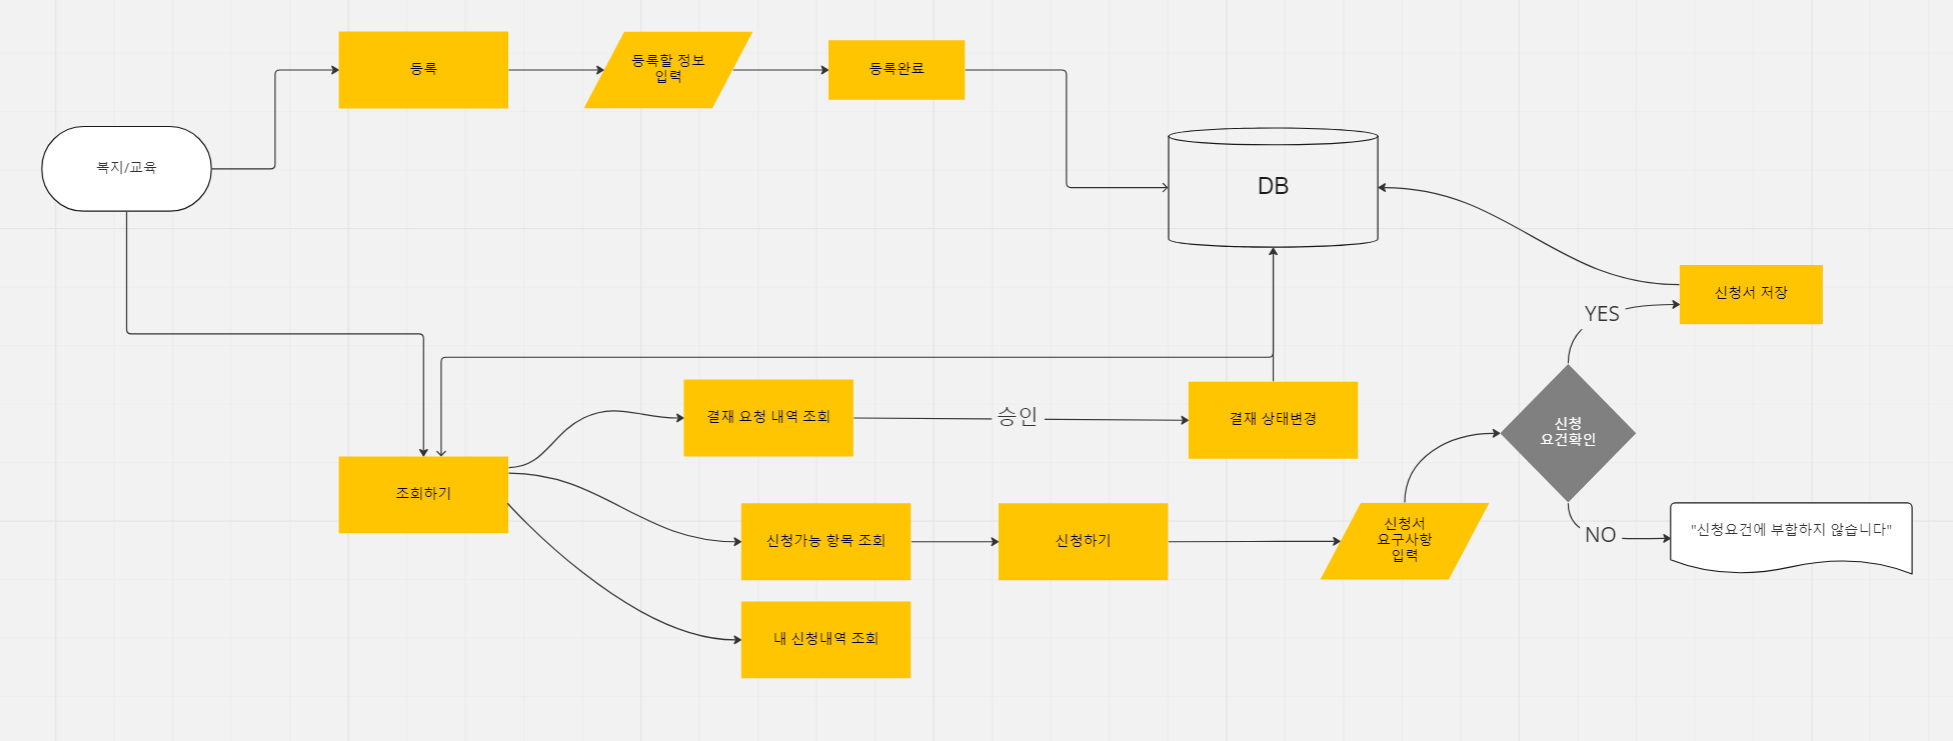 등록
등록할 정보
입력
등록완료
복지/교육
DB
신청서 저장
YES
결재 요청 내역 조회
승인
결재 상태변경
신청
요건확인
조회하기
신청가능 항목 조회
신청하기
신청서
요구사항
입력
NO
"신청요건에 부합하지 않습니다"
내 신청내역 조회